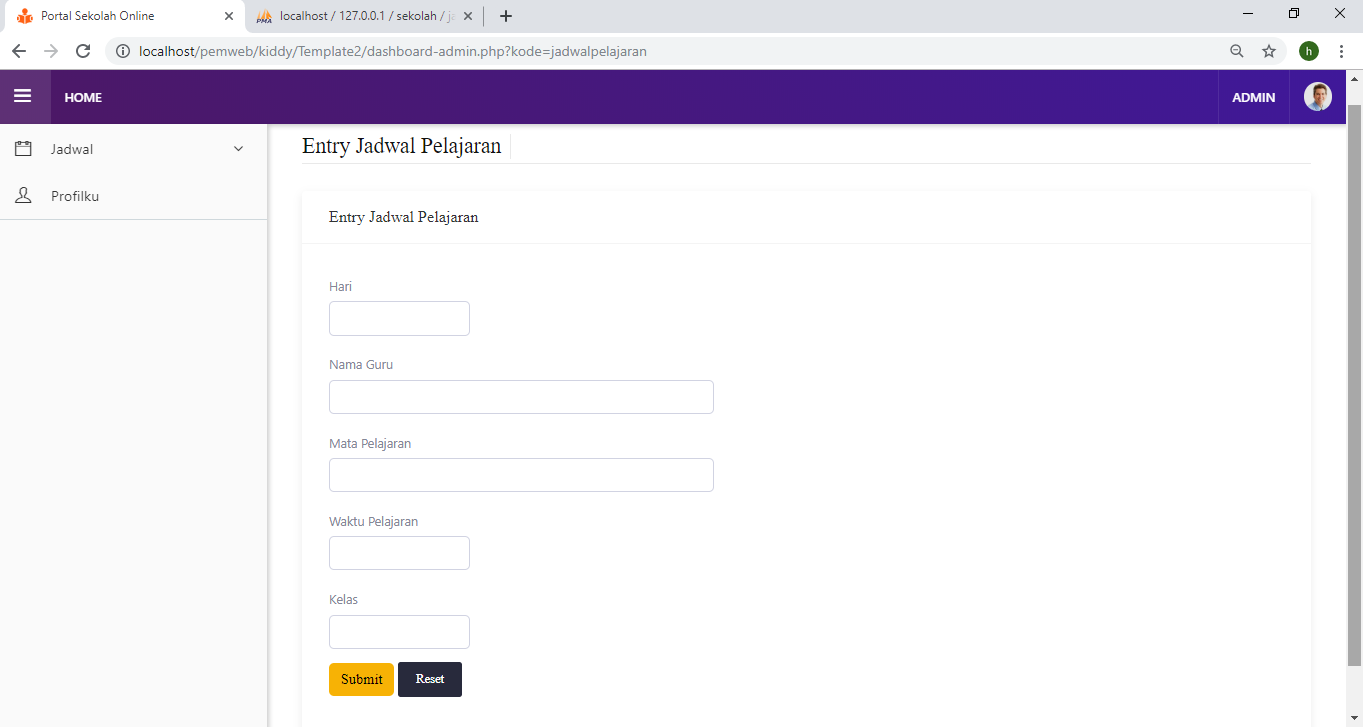 Portal Sekolah Online
PMA localhost / 127.0.0.1 / sekolah / ja
localhost/pemweb/kiddy/Template2/dashboard-admin.php?kode=jadwalpelajaran
h
HOME
ADMIN
Jadwal
Profilku
Entry Jadwal Pelajaran
Entry Jadwal Pelajaran
Hari
Nama Guru
Mata Pelajaran
Waktu Pelajaran
Kelas
Submit Reset